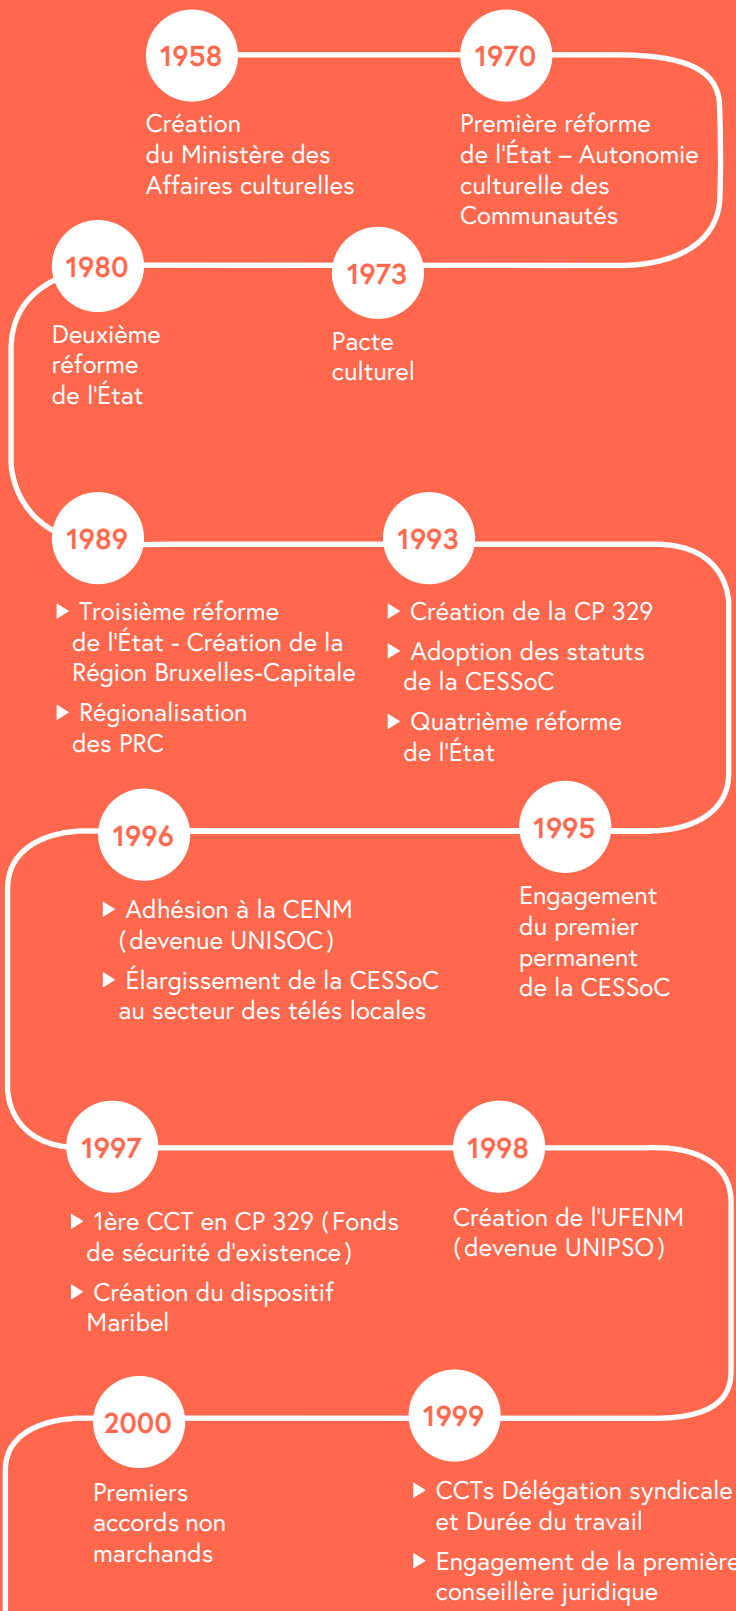 1958
Création
du Ministère des
Affaires culturelles
1970
Première réforme
de l'État – Autonomie
culturelle des
Communautés
1973
Pacte
culturel
1980
Deuxième
réforme
de l'État
1989
▶ Troisième réforme
de l'État - Création de la
Région Bruxelles-Capitale
▶ Régionalisation
des PRC
1993
▶ Création de la CP 329
▶ Adoption des statuts
de la CESSoC
▶ Quatrième réforme
de l'État
1995
Engagement
du premier
permanent
de la CESSoC
1996
▶ Adhésion à la CENM
(devenue UNISOC)
▶ Élargissement de la CESSoC
au secteur des télés locales
1997
▶ 1ère CCT en CP 329 (Fonds
de sécurité d'existence)
▶ Création du dispositif
Maribel
1998
Création de l'UFENM
(devenue UNIPSO)
1999
▶ CCTs Délégation syndicale
et Durée du travail
▶ Engagement de la première
conseillère juridique
2000
Premiers
accords non
marchands